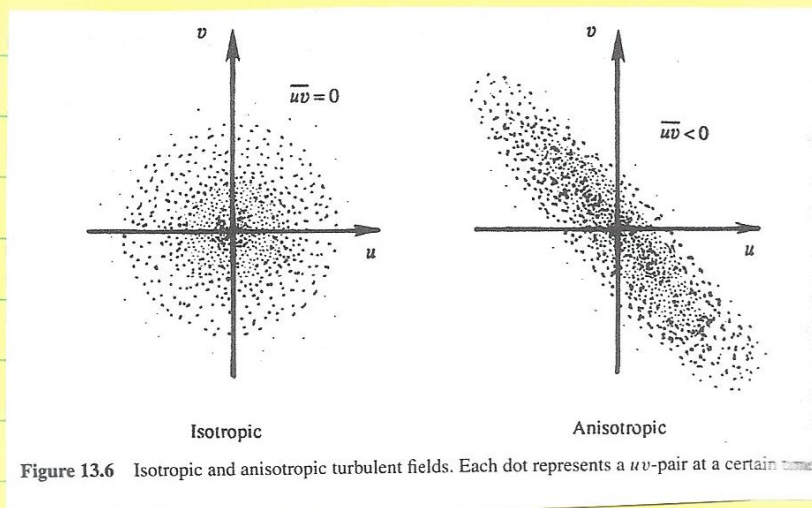 v
v
uv = 0
uv < 0
u
u
Isotropic
Anisotropic
Figure 13.6 Isotropic and anisotropic turbulent fields. Each dot represents a uv-pair at a certain